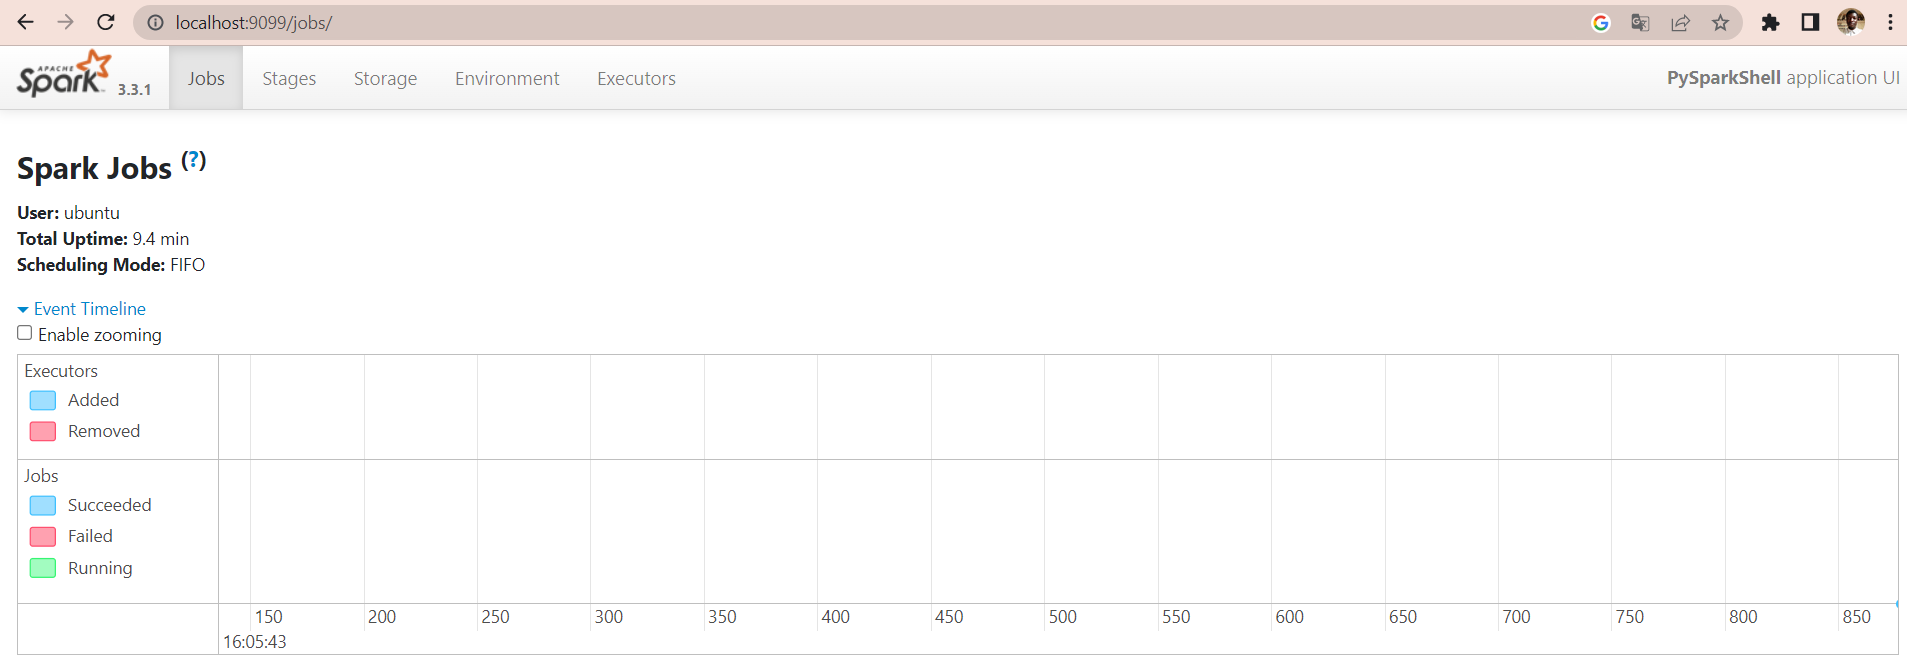 localhost:9099/jobs/
APACHE
Spark 3.3.1 Jobs Stages Storage Environment Executors PySparkShell application UI
Spark Jobs (?)
User: ubuntu
Total Uptime: 9.4 min
Scheduling Mode: FIFO
Event Timeline
Enable zooming
Executors
Added
Removed
Jobs
Succeeded
Failed
Running
150 200 250 300 350 400 450 500 550 600 650 700 750 800 850
16:05:43